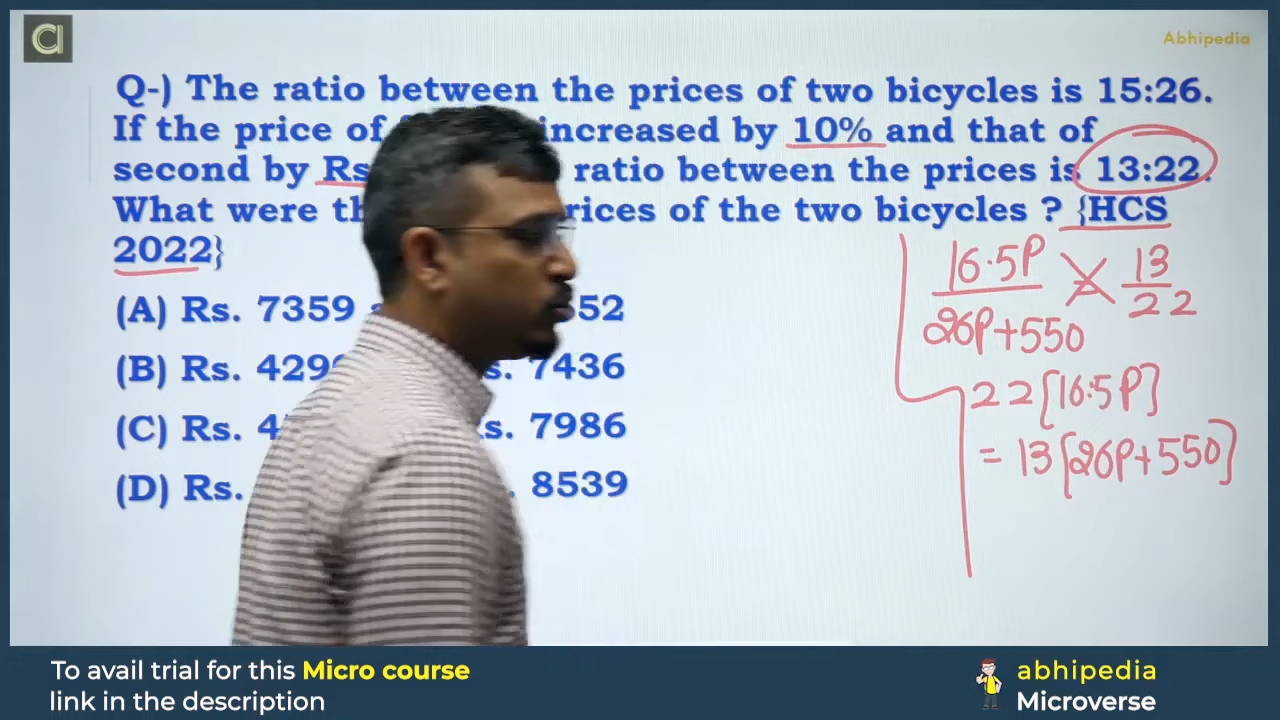 a
Abhipedia
Q-) The ratio between the prices of two bicycles is 15:26.
If the price of increased by 10% and that of
second by Rs ratio between the prices is 13:22.
What were rices of the two bicycles ? {HCS
2022}
(A) Rs. 7359 52
(B) Rs. 429 s. 7436
(C) Rs. 4 s. 7986
(D) Rs. 8539
16.5P 13
26P+550 22
22[16.5P]
= 13[26P+550]
To avail trial for this Micro course
link in the description
abhipedia
Microverse